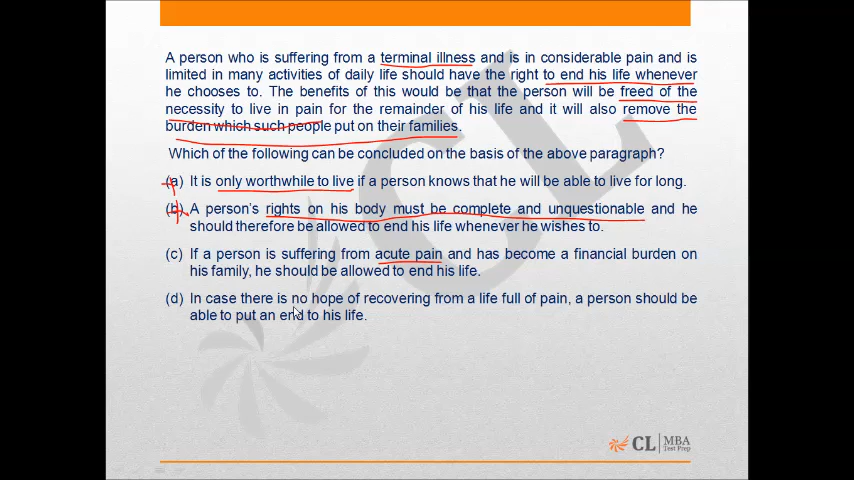 A person who is suffering from a terminal illness and is in considerable pain and is
limited in many activities of daily life should have the right to end his life whenever
he chooses to. The benefits of this would be that the person will be freed of the
necessity to live in pain for the remainder of his life and it will also remove the
burden which such people put on their families.
Which of the following can be concluded on the basis of the above paragraph?
(a) It is only worthwhile to live if a person knows that he will be able to live for long.
(b) A person's rights on his body must be complete and unquestionable and he
should therefore be allowed to end his life whenever he wishes to.
(c) If a person is suffering from acute pain and has become a financial burden on
his family, he should be allowed to end his life.
(d) In case there is no hope of recovering from a life full of pain, a person should be
able to put an end to his life.
CL
CL MBA
Test Prep